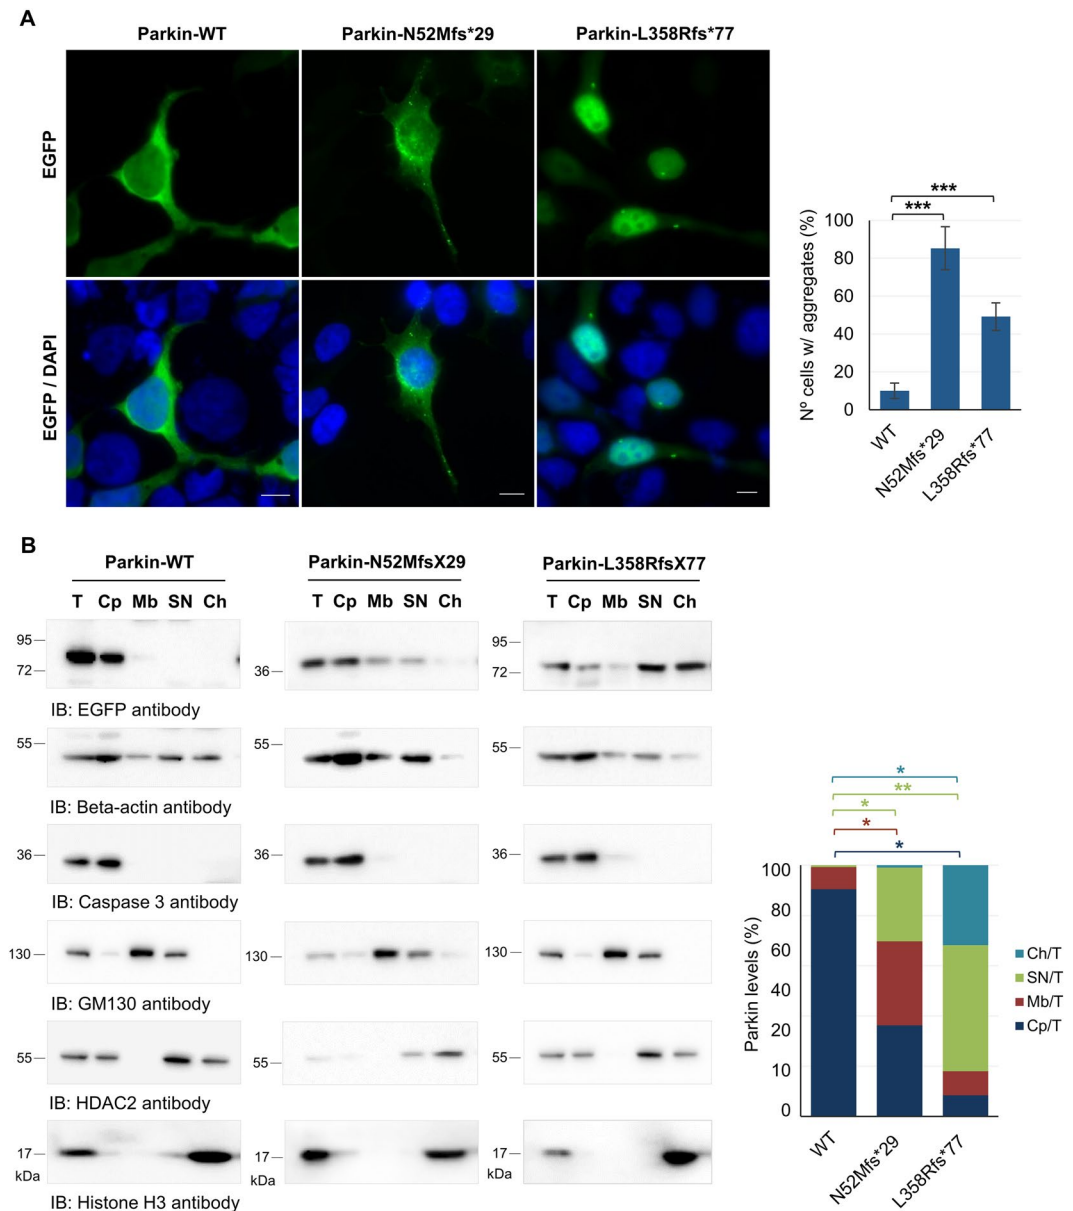 A
Parkin-WT
Parkin-N52Mfs*29
Parkin-L358Rfs*77
EGFP
EGFP / DAPI
***
***
Nº cells w/ aggregates (%)
100
80
60
40
20
0
WT
N52Mfs*29
L358Rfs*77
B
Parkin-WT
Parkin-N52MfsX29
Parkin-L358RfsX77
T Cp Mb SN Ch
T Cp Mb SN Ch
T Cp Mb SN Ch
95
72
36
95
72
IB: EGFP antibody
55
55
55
IB: Beta-actin antibody
36
36
36
IB: Caspase 3 antibody
130
130
130
IB: GM130 antibody
55
55
55
IB: HDAC2 antibody
17
kDa
17
kDa
17
kDa
IB: Histone H3 antibody
*
**
*
*
*
Parkin levels (%)
100
80
60
40
20
10
0
WT
N52Mfs*29
L358Rfs*77
Ch/T
SN/T
Mb/T
Cp/T